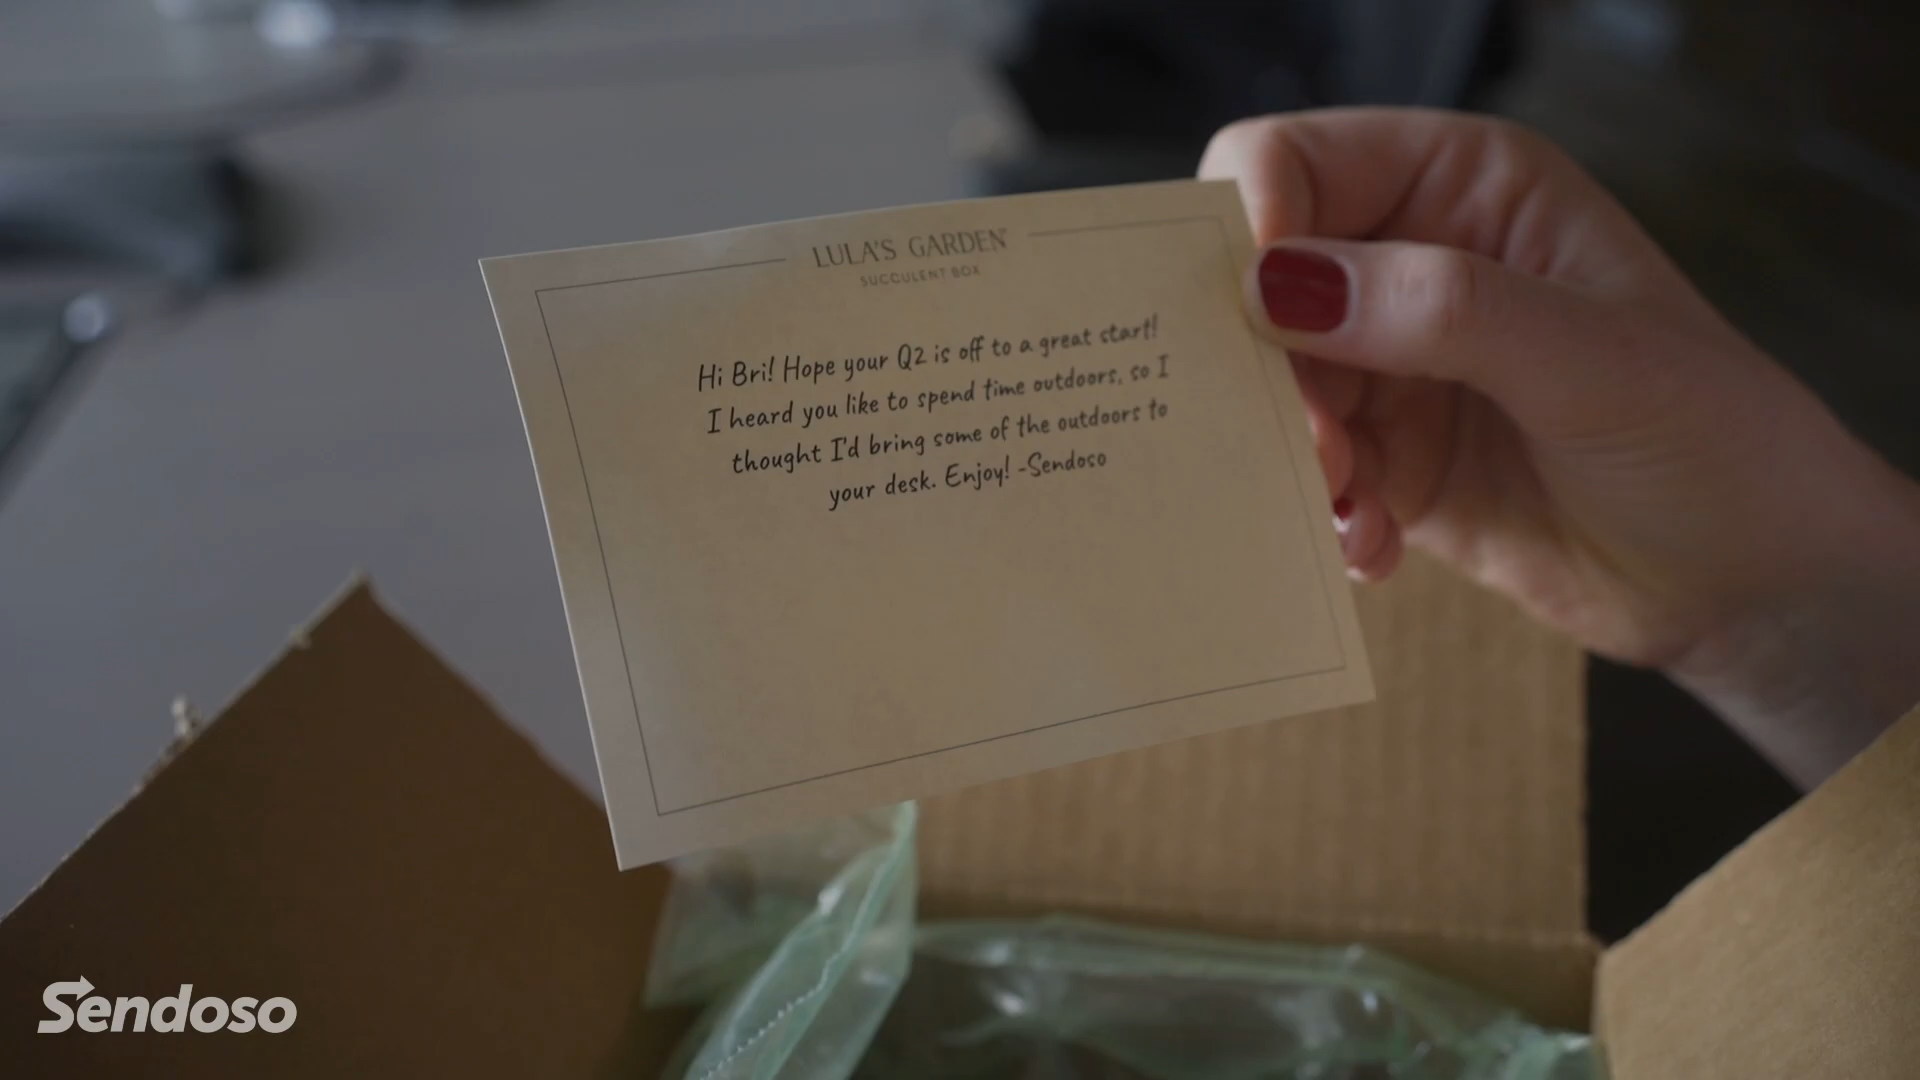 LULA'S GARDEN
SUCCULENT BOX
Hi Bri! Hope your Q2 is off to a great start!
I heard you like to spend time outdoors, so I
thought I'd bring some of the outdoors to
your desk. Enjoy! -Sendoso
Sendoso